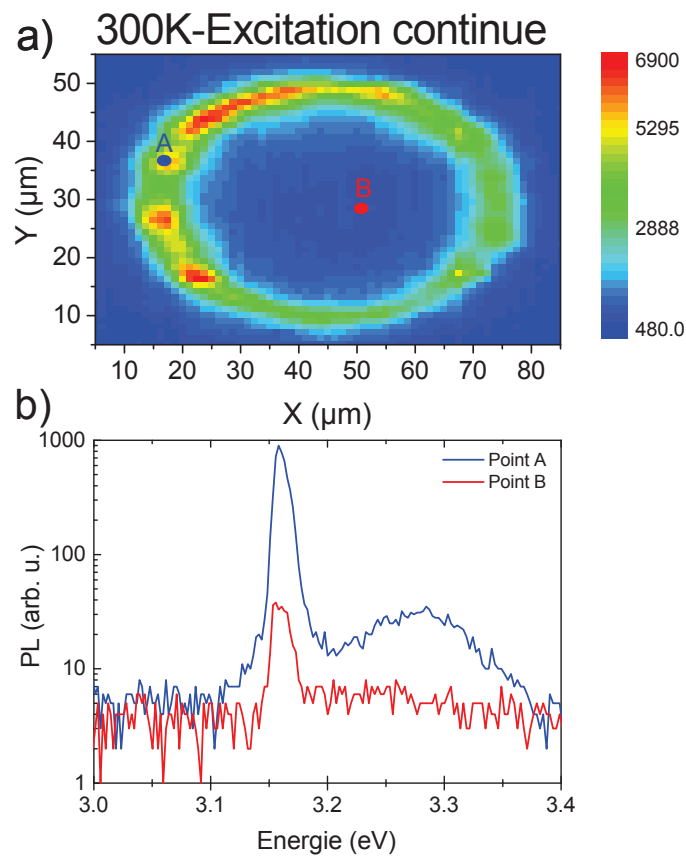 a)
300K-Excitation continue
Y (µm)
50
40
30
20
10
A
B
10 20 30 40 50 60 70 80
X (µm)
6900
5295
2888
480.0
b)
PL (arb. u.)
1000
100
10
1
Point A
Point B
3.0 3.1 3.2 3.3 3.4
Energie (eV)